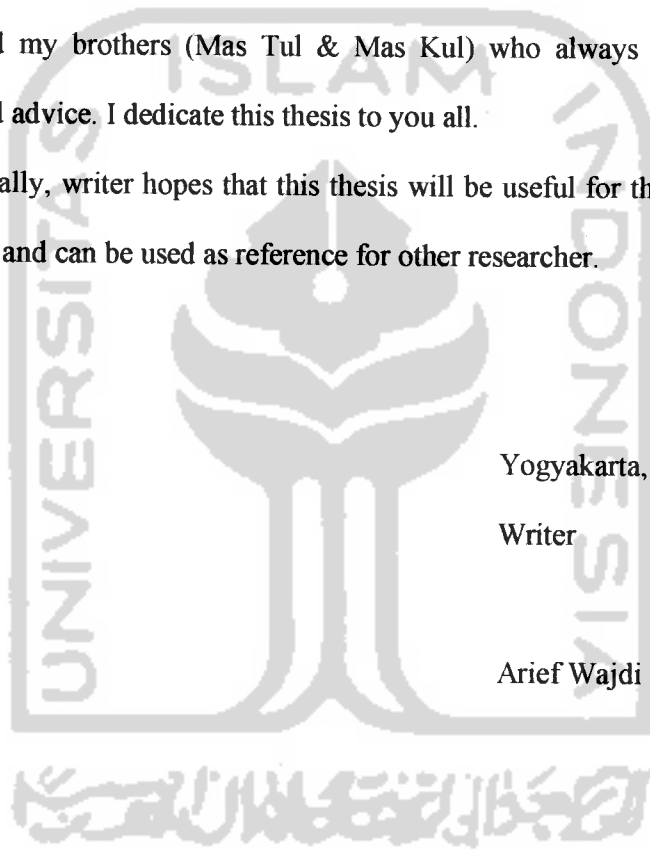 my brothers (Mas Tul & Mas Kul) who always
advice. I dedicate this thesis to you all.
writer hopes that this thesis will be useful for
and can be used as reference for other researcher.
Yogyakarta,
Writer
Arief Wajdi
UNIVERSITAS
ISLAM
INDONESIA